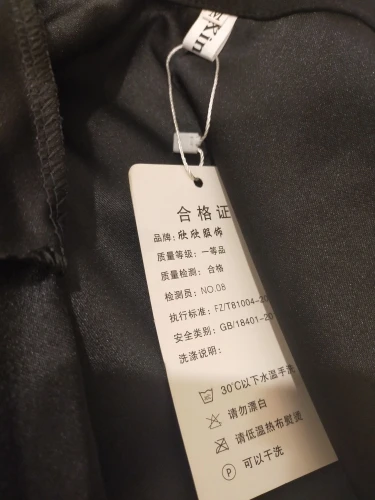 合格证
品牌：欣欣服饰
质量等级：一等品
质量检测：合格
检测员：NO.08
执行标准：FZ/T81004-20
安全类别：GB/18401-20
洗涤说明：
30℃以下水温手洗
请勿漂白
请低温热布熨烫
可以干洗
P